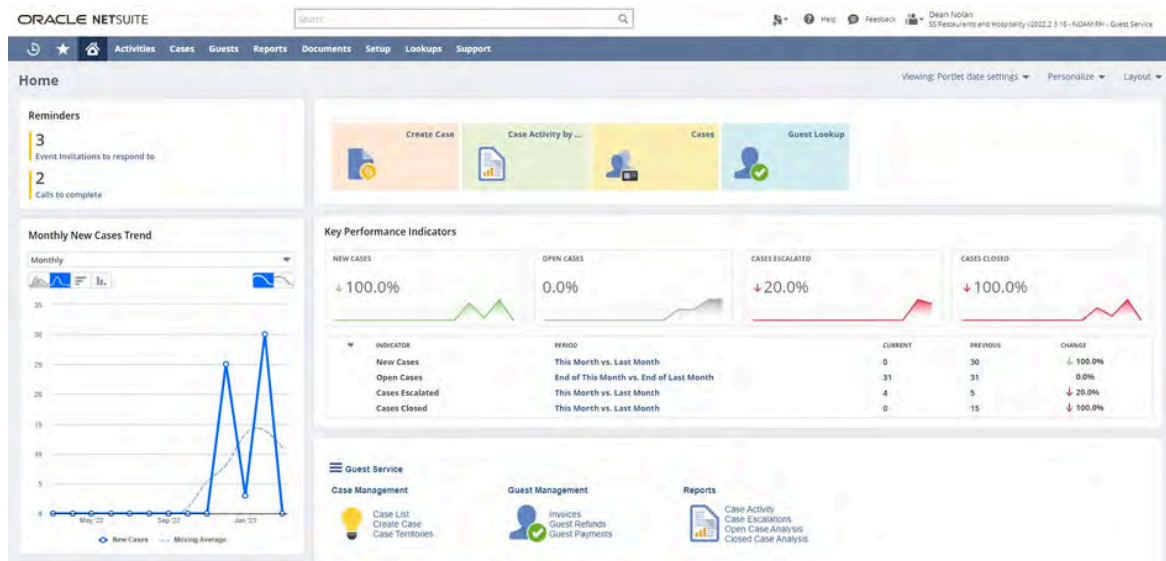 ORACLE NETSUITE
Search
Help
Feedback
Dean Nolan
SS Restaurants and Hospitality V2022.2 3.16 - NOAM RH - Guest Service
Activities Cases Guests Reports Documents Setup Lookups Support
Home
Viewing: Portlet date settings Personalize Layout
Reminders
3
Event Invitations to respond to
2
Calls to complete
Create Case
Case Activity by ...
Cases
Guest Lookup
Monthly New Cases Trend
Monthly
35
30
25
20
15
10
5
0
May '22 Sep '22 Jan '23
New Cases Moving Average
Key Performance Indicators
NEW CASES
100.0%
OPEN CASES
0.0%
CASES ESCALATED
20.0%
CASES CLOSED
100.0%
INDICATOR PERIOD CURRENT PREVIOUS CHANGE
New Cases This Month vs. Last Month 0 30 100.0%
Open Cases End of This Month vs. End of Last Month 31 31 0.0%
Cases Escalated This Month vs. Last Month 4 5 20.0%
Cases Closed This Month vs. Last Month 0 15 100.0%
Guest Service
Case Management
Case List
Create Case
Case Territories
Guest Management
Invoices
Guest Refunds
Guest Payments
Reports
Case Activity
Case Escalations
Open Case Analysis
Closed Case Analysis